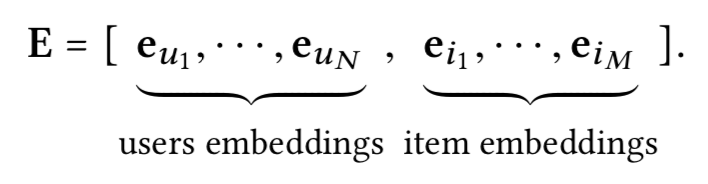 E = [ e_{u_1}, · · · , e_{u_N} , e_{i_1}, · · · , e_{i_M} ].
users embeddings item embeddings